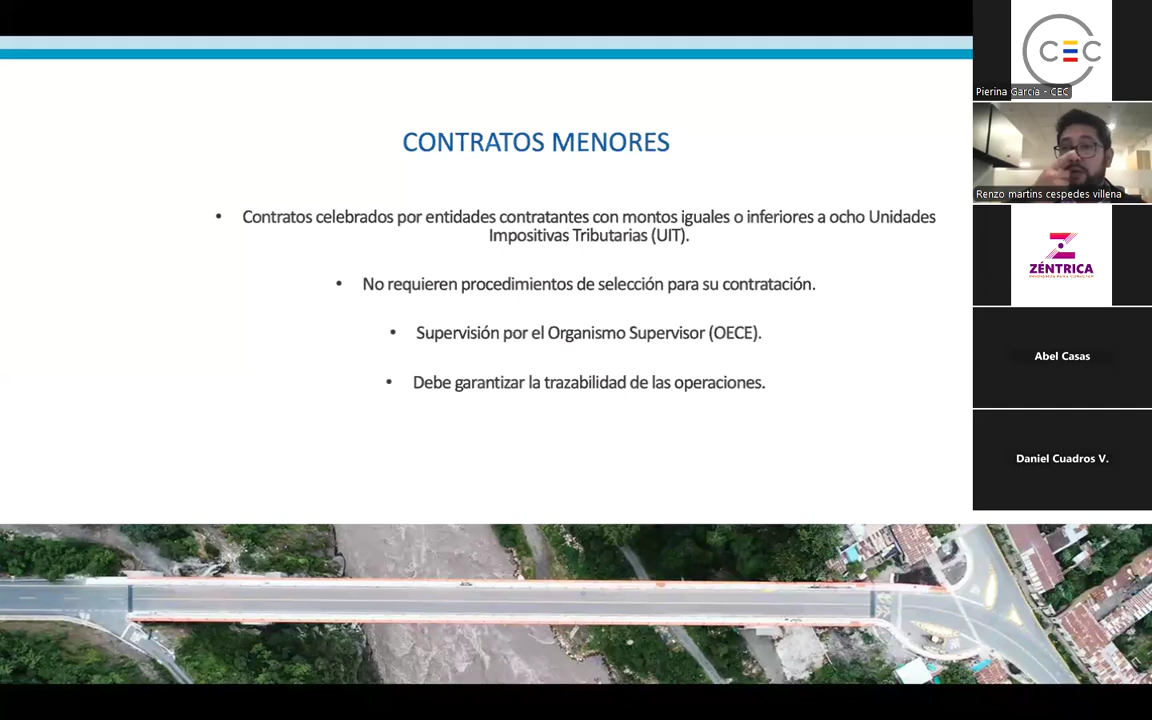 CONTRATOS MENORES
• Contratos celebrados por entidades contratantes con montos iguales o inferiores a ocho Unidades
Impositivas Tributarias (UIT).
• No requieren procedimientos de selección para su contratación.
• Supervisión por el Organismo Supervisor (OECE).
• Debe garantizar la trazabilidad de las operaciones.
CEC
Pierina García - CEC
Renzo martins cespedes villena
ZÉNTRICA
Abel Casas
Daniel Cuadros V.